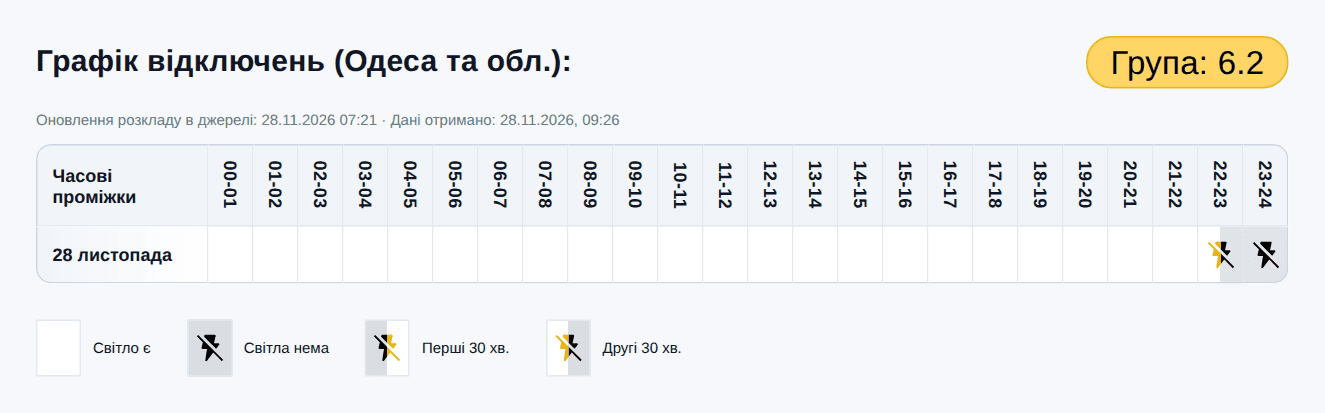 Графік відключень (Одеса та обл.):
Група: 6.2
Оновлення розкладу в джерелі: 28.11.2026 07:21 · Дані отримано: 28.11.2026, 09:26
Часові
проміжки
00-01
01-02
02-03
03-04
04-05
05-06
06-07
07-08
08-09
09-10
10-11
11-12
12-13
13-14
14-15
15-16
16-17
17-18
18-19
19-20
20-21
21-22
22-23
23-24
28 листопада
Світло є
Світла нема
Перші 30 хв.
Другі 30 хв.